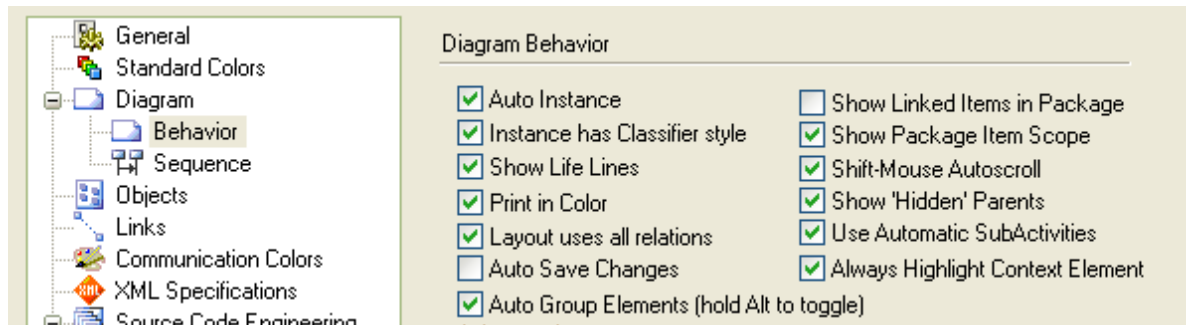 General
Standard Colors
Diagram
Behavior
Sequence
Objects
Links
Communication Colors
XML Specifications
Source Code Engineering
Diagram Behavior
Auto Instance
Instance has Classifier style
Show Life Lines
Print in Color
Layout uses all relations
Auto Save Changes
Auto Group Elements (hold Alt to toggle)
Show Linked Items in Package
Show Package Item Scope
Shift-Mouse Autoscroll
Show 'Hidden' Parents
Use Automatic SubActivities
Always Highlight Context Element